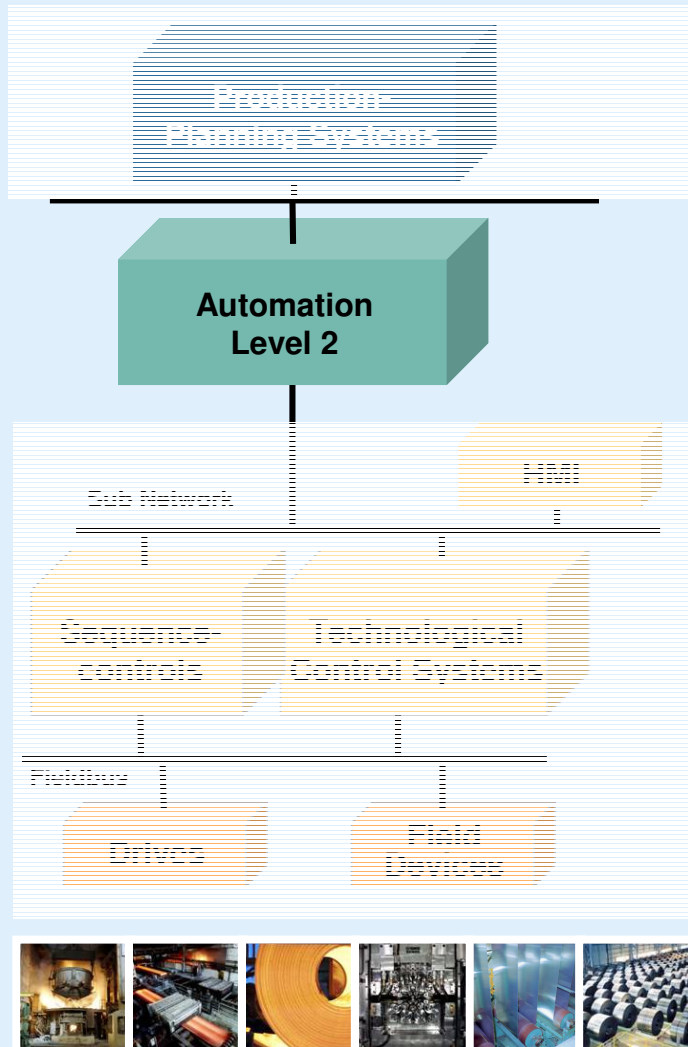 Production-
Planning Systems
Automation
Level 2
HMI
Sub Network
Sequence-
controls
Technological
Control Systems
Fieldbus
Drives
Field
Devices